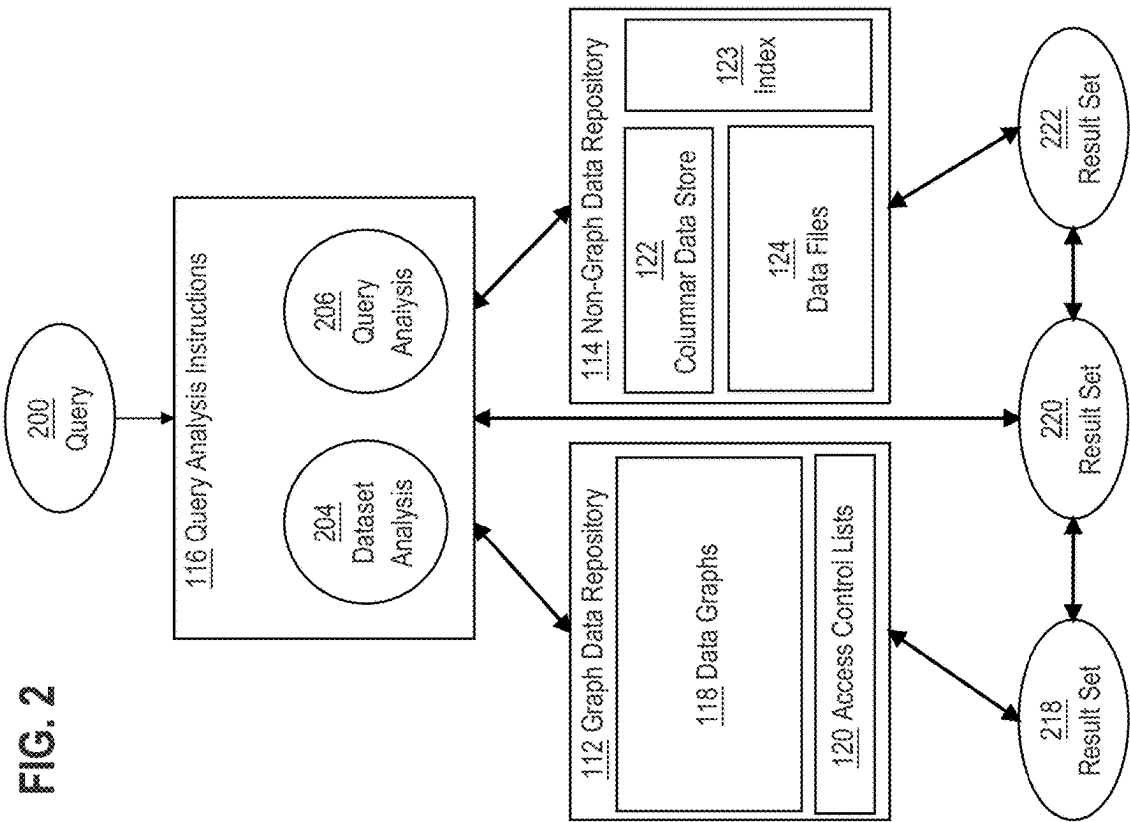 FIG. 2
200
Query
116 Query Analysis Instructions
204
Dataset
Analysis
206
Query
Analysis
112 Graph Data Repository
118 Data Graphs
120 Access Control Lists
114 Non-Graph Data Repository
122
Columnar Data Store
124
Data Files
123
Index
218
Result Set
220
Result Set
222
Result Set